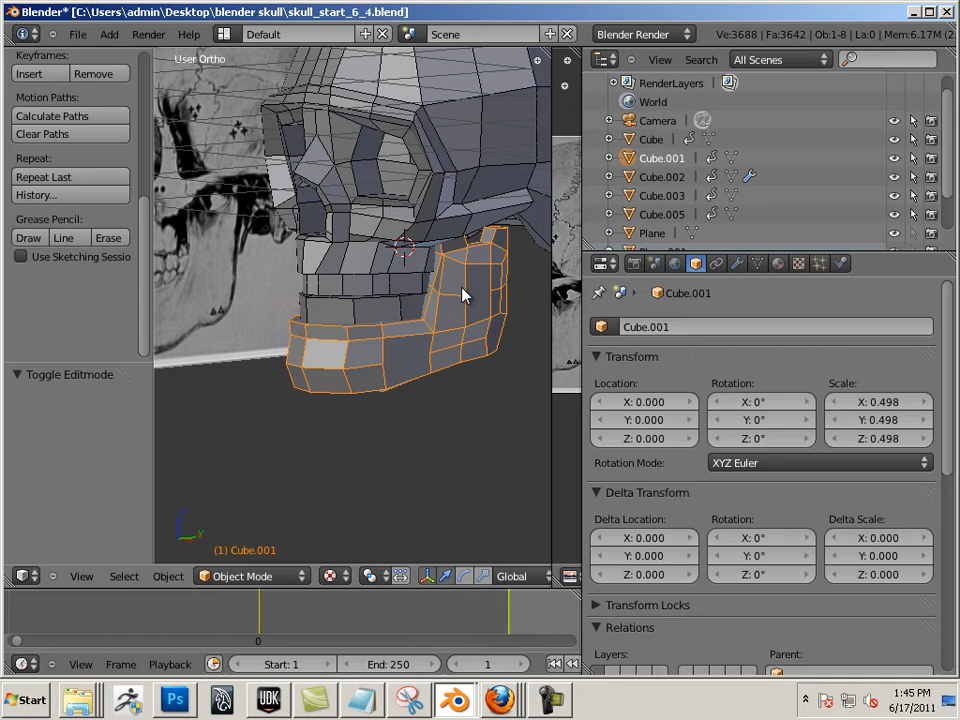 Blender* [C:\Users\admin\Desktop\blender skull\skull_start_6_4.blend]
File Add Render Help Default Scene Blender Render Ve:3688 | Fa:3642 | Ob:1-8 | La:0 | Mem:6.17M (2
Keyframes:
Insert Remove
Motion Paths:
Calculate Paths
Clear Paths
Repeat:
Repeat Last
History...
Grease Pencil:
Draw Line Erase
Use Sketching Sessio
Toggle Editmode
User Ortho
(1) Cube.001
View Select Object Object Mode Global
0
View Frame Playback Start: 1 End: 250 1
View Search All Scenes
RenderLayers
World
Camera
Cube
Cube.001
Cube.002
Cube.003
Cube.005
Plane
Cube.001
Cube.001
Transform
Location: Rotation: Scale:
X: 0.000 X: 0° X: 0.498
Y: 0.000 Y: 0° Y: 0.498
Z: 0.000 Z: 0° Z: 0.498
Rotation Mode: XYZ Euler
Delta Transform
Delta Location: Rotation: Delta Scale:
X: 0.000 X: 0° X: 0.000
Y: 0.000 Y: 0° Y: 0.000
Z: 0.000 Z: 0° Z: 0.000
Transform Locks
Relations
Layers: Parent:
Start Ps UDK 1:45 PM
6/17/2011